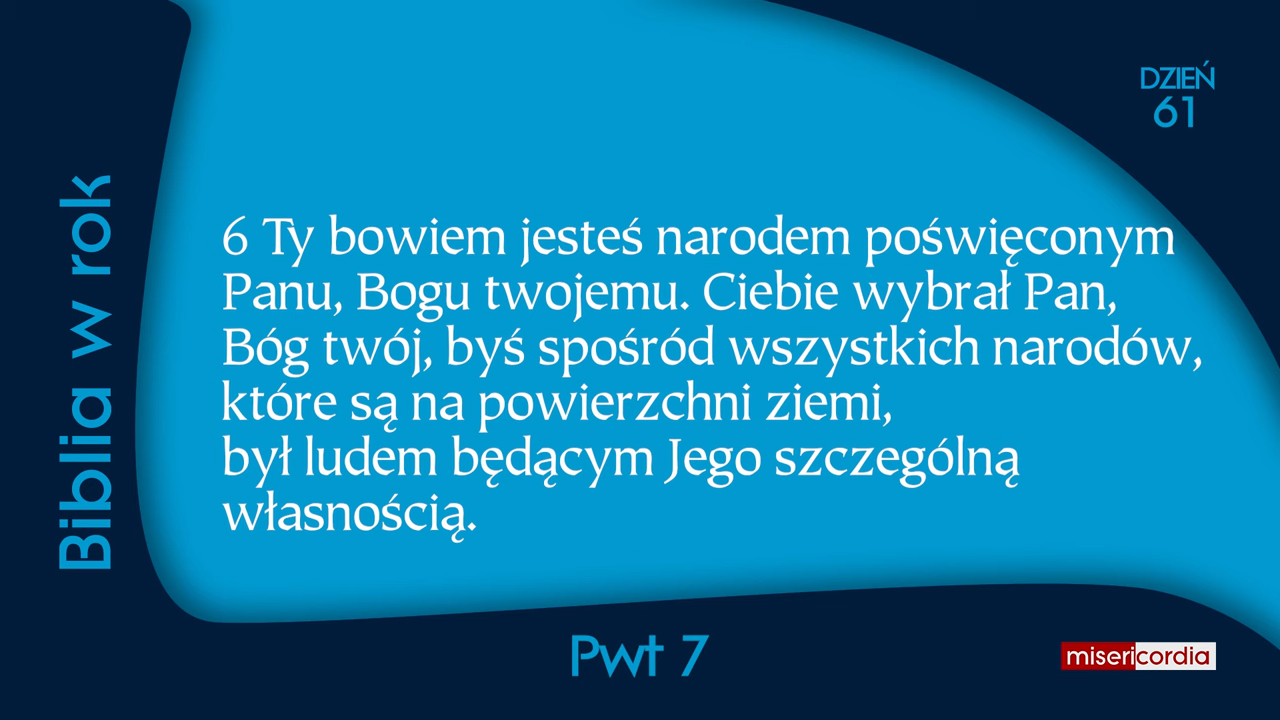 DZIEŃ
61
Biblia w rok
6 Ty bowiem jesteś narodem poświęconym
Panu, Bogu twojemu. Ciebie wybrał Pan,
Bóg twój, byś spośród wszystkich narodów,
które są na powierzchni ziemi,
był ludem będącym Jego szczególną
własnością.
Pwt 7
misericordia